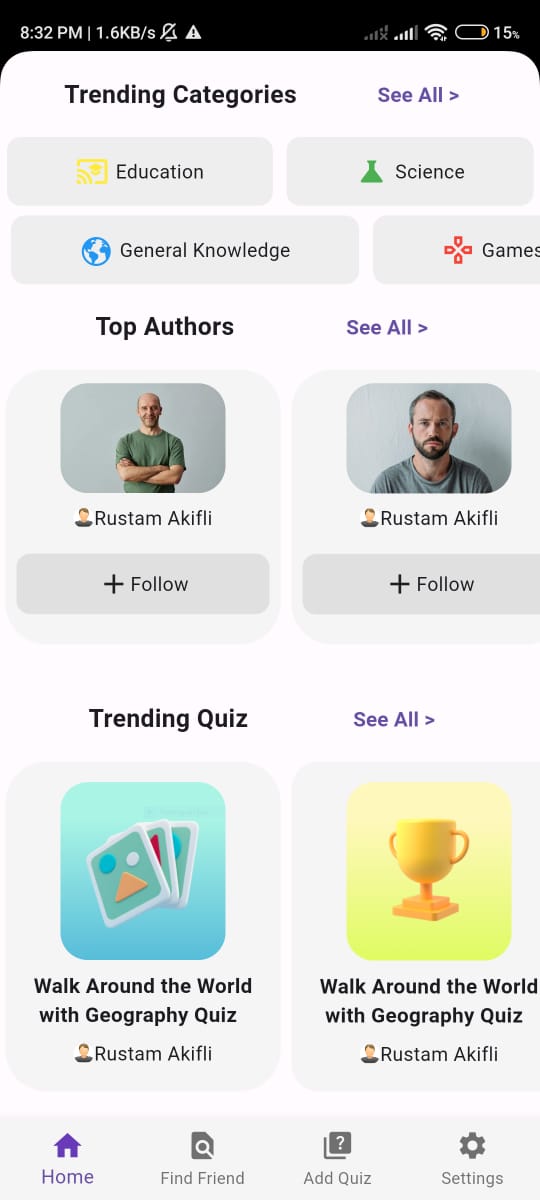 8:32 PM | 1.6KB/s 15%
Trending Categories See All >
Education Science
General Knowledge Games
Top Authors See All >
Rustam Akifli Rustam Akifli
+ Follow + Follow
Trending Quiz See All >
Walk Around the World Walk Around the World
with Geography Quiz with Geography Quiz
Rustam Akifli Rustam Akifli
Home Find Friend Add Quiz Settings